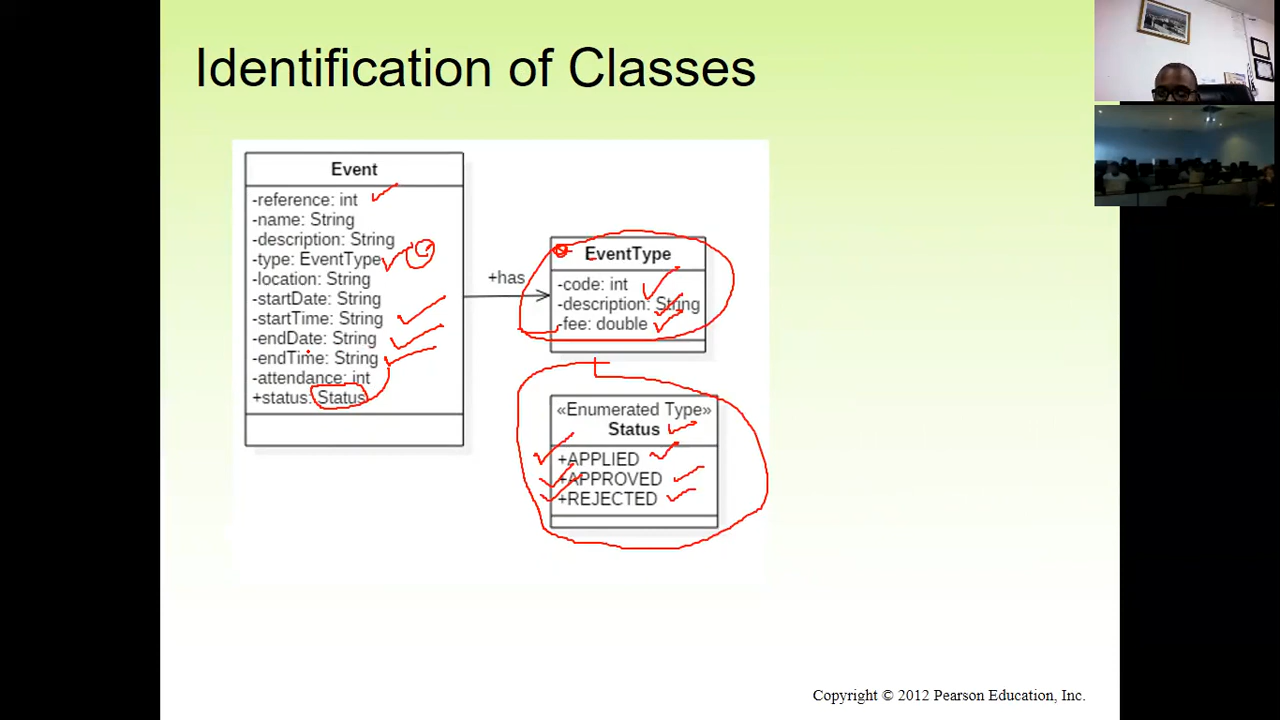 Identification of Classes
Event
-reference: int
-name: String
-description: String
-type: EventType
-location: String
-startDate: String
-startTime: String
-endDate: String
-endTime: String
-attendance: int
+status: Status
+has
EventType
-code: int
-description: String
-fee: double
«Enumerated Type»
Status
+APPLIED
+APPROVED
+REJECTED
Copyright © 2012 Pearson Education, Inc.